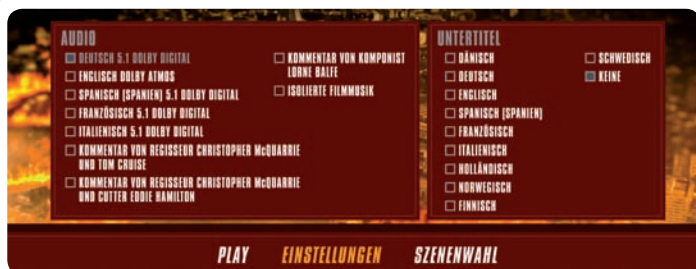 AUDIO
DEUTSCH 5.1 DOLBY DIGITAL
ENGLISCH DOLBY ATMOS
SPANISCH (SPANIEN) 5.1 DOLBY DIGITAL
FRANZÖSISCH 5.1 DOLBY DIGITAL
ITALIENISCH 5.1 DOLBY DIGITAL
KOMMENTAR VON REGISSEUR CHRISTOPHER McQUARRIE
UND TOM CRUISE
KOMMENTAR VON REGISSEUR CHRISTOPHER McQUARRIE
UND CUTTER EDDIE HAMILTON
KOMMENTAR VON KOMPONIST
LORNE BALFE
ISOLIERTE FILMMUSIK
UNTERTITEL
DÄNISCH
DEUTSCH
ENGLISCH
SPANISCH (SPANIEN)
FRANZÖSISCH
ITALIENISCH
HOLLÄNDISCH
NORWEGISCH
FINNISCH
SCHWEDISCH
KEINE
PLAY EINSTELLUNGEN SZENENWAHL